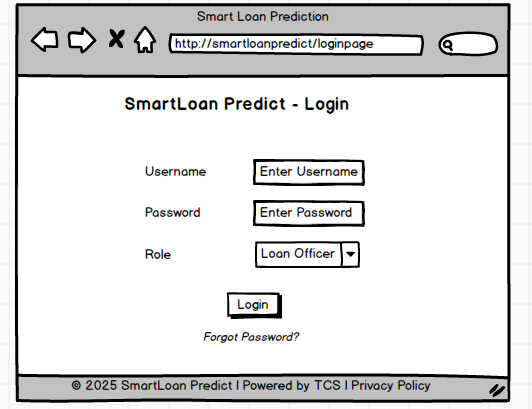 Smart Loan Prediction
http://smartloanpredict/loginpage
SmartLoan Predict - Login
Username Enter Username
Password Enter Password
Role Loan Officer
Login
Forgot Password?
© 2025 SmartLoan Predict | Powered by TCS | Privacy Policy